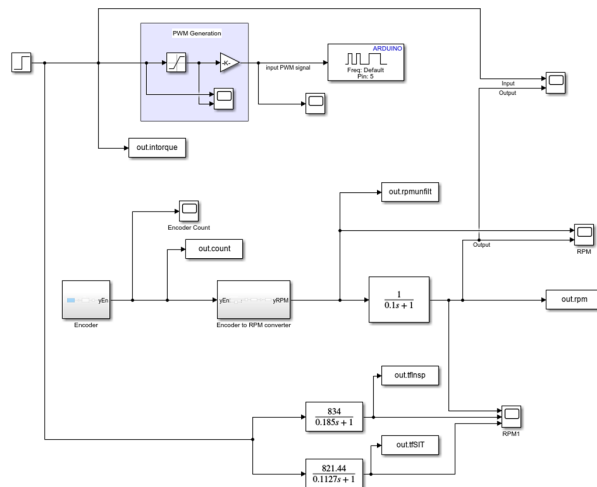 PWM Generation
-K-
input PWM signal
ARDUINO
Freq: Default
Pin: 5
Input
Output
out.intorque
out.rpmunfilt
Encoder Count
out.count
Output
RPM
yEn
Encoder
yEn
yRPM
Encoder to RPM converter
1
0.1s + 1
out.rpm
out.tfInsp
834
0.185s + 1
RPM1
out.tfSIT
821.44
0.1127s + 1